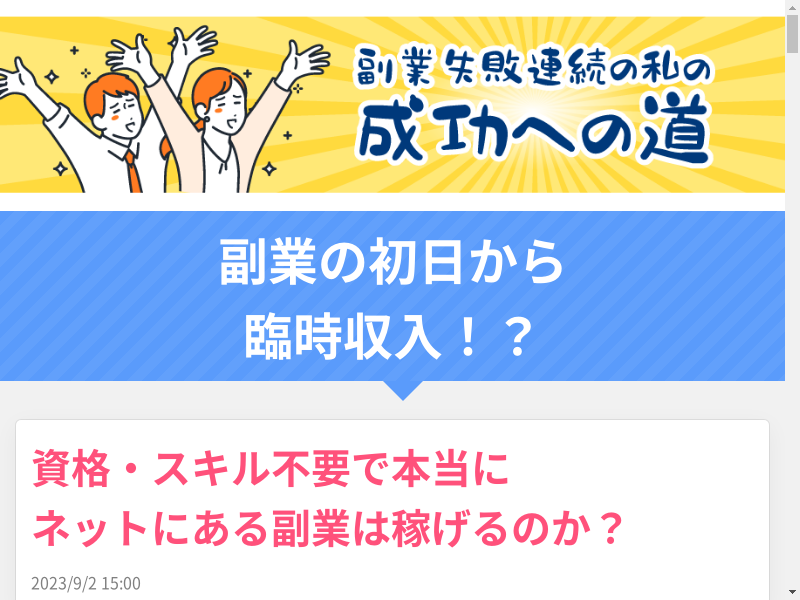 副業失敗連続の私の
成功への道
副業の初日から
臨時収入！？
資格・スキル不要で本当に
ネットにある副業は稼げるのか？
2023/9/2 15:00